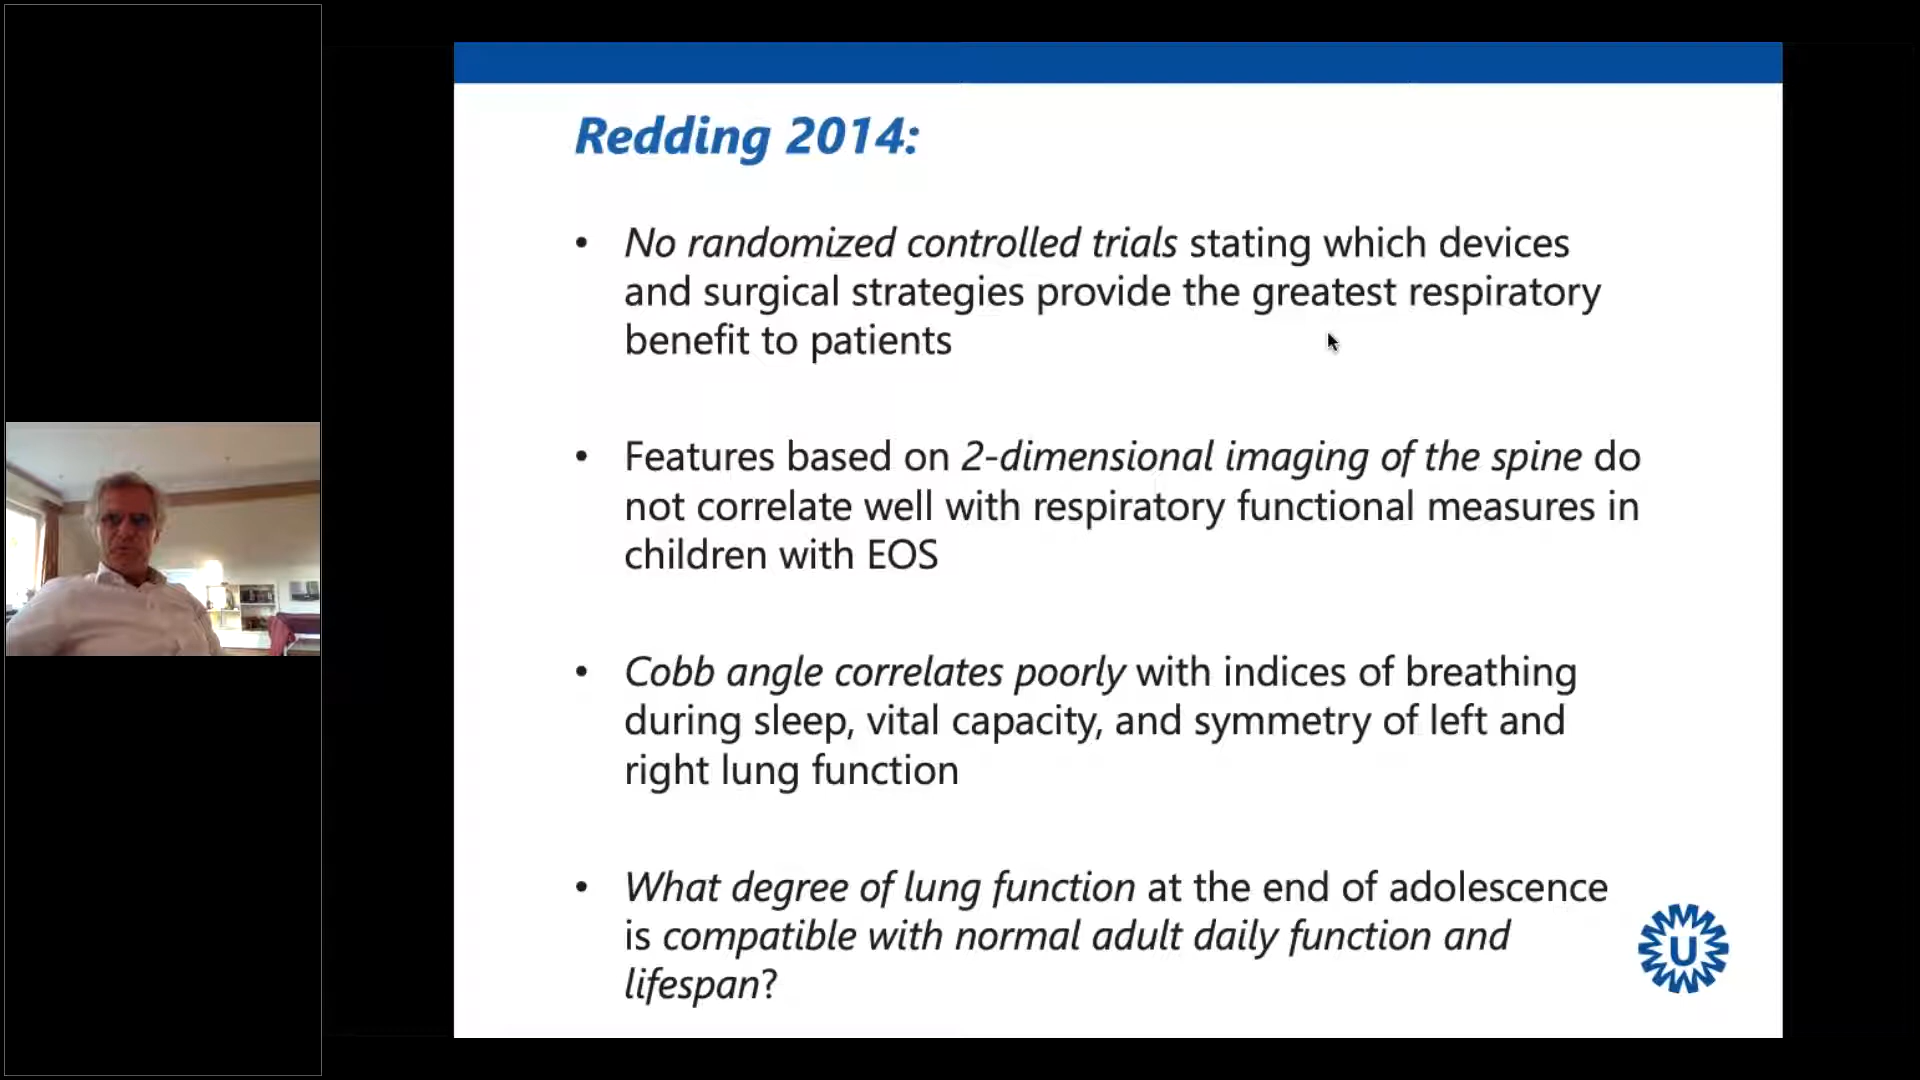 Redding 2014:
• No randomized controlled trials stating which devices
and surgical strategies provide the greatest respiratory
benefit to patients
• Features based on 2-dimensional imaging of the spine do
not correlate well with respiratory functional measures in
children with EOS
• Cobb angle correlates poorly with indices of breathing
during sleep, vital capacity, and symmetry of left and
right lung function
• What degree of lung function at the end of adolescence
is compatible with normal adult daily function and
lifespan?
U